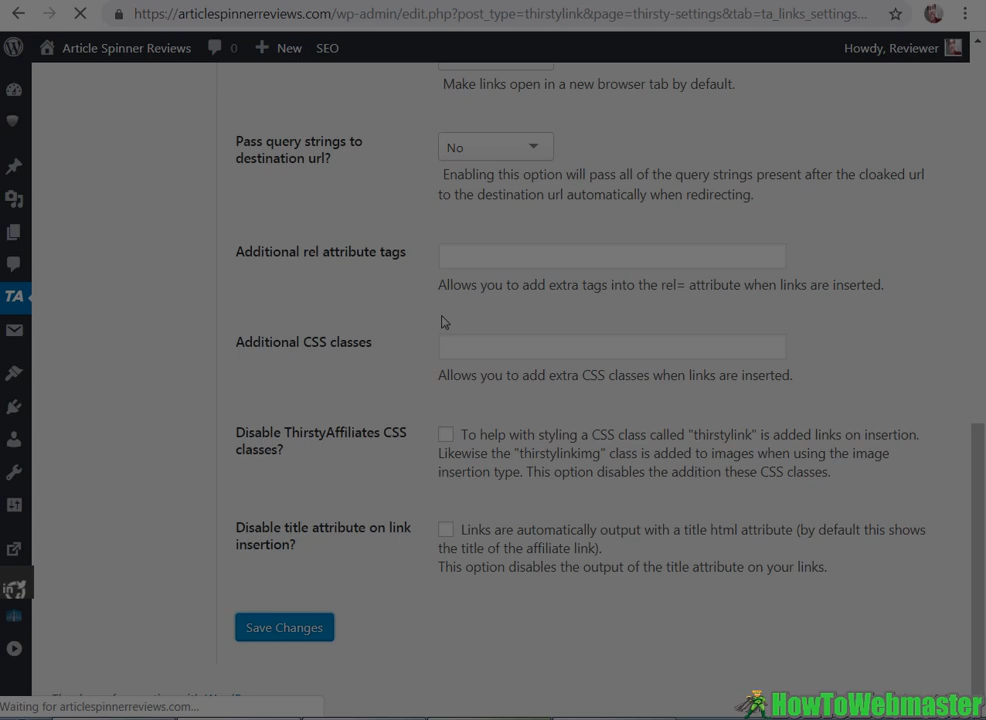 https://articlespinnerreviews.com/wp-admin/edit.php?post_type=thirstylink&page=thirsty-settings&tab=ta_links_settings...
Article Spinner Reviews 0 New SEO Howdy, Reviewer
Make links open in a new browser tab by default.
Pass query strings to
destination url?
No
Enabling this option will pass all of the query strings present after the cloaked url
to the destination url automatically when redirecting.
Additional rel attribute tags
Allows you to add extra tags into the rel= attribute when links are inserted.
Additional CSS classes
Allows you to add extra CSS classes when links are inserted.
Disable ThirstyAffiliates CSS
classes?
To help with styling a CSS class called "thirstylink" is added links on insertion.
Likewise the "thirstylinkimg" class is added to images when using the image
insertion type. This option disables the addition these CSS classes.
Disable title attribute on link
insertion?
Links are automatically output with a title html attribute (by default this shows
the title of the affiliate link).
This option disables the output of the title attribute on your links.
TA
in
Save Changes
Waiting for articlespinnerreviews.com...
HowToWebmaster